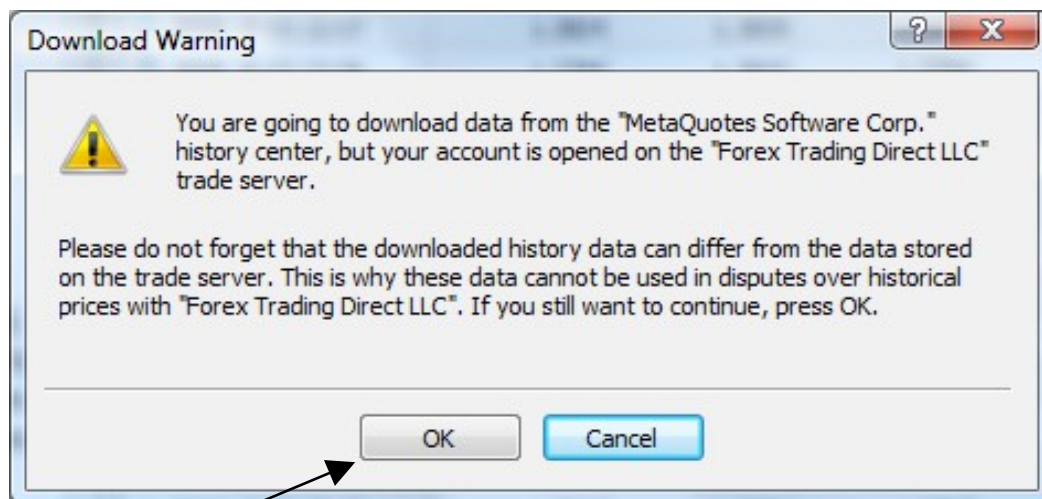 Download Warning
You are going to download data from the "MetaQuotes Software Corp."
history center, but your account is opened on the "Forex Trading Direct LLC"
trade server.
Please do not forget that the downloaded history data can differ from the data stored
on the trade server. This is why these data cannot be used in disputes over historical
prices with "Forex Trading Direct LLC". If you still want to continue, press OK.
OK
Cancel